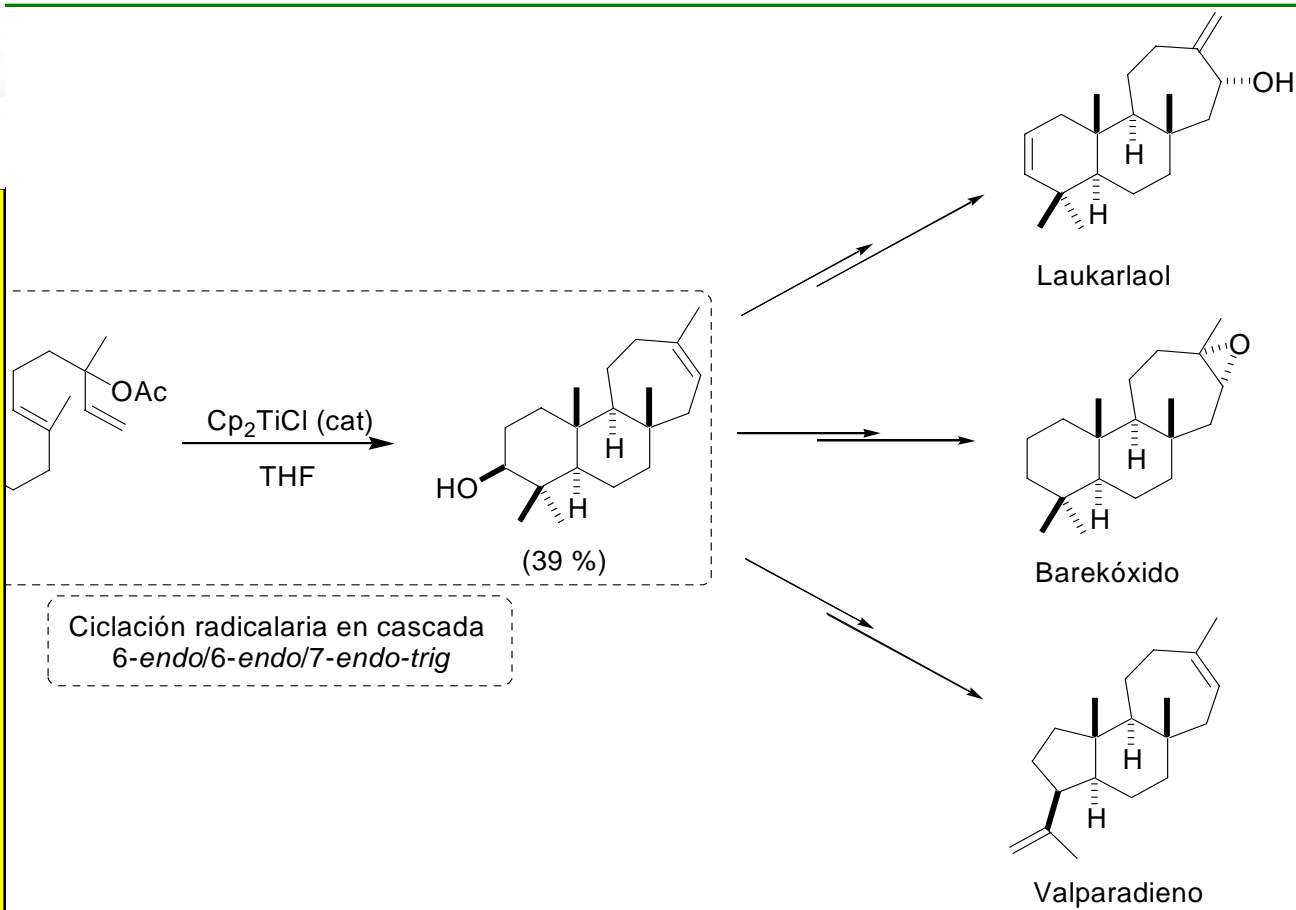 OH
H
H
Laukarlaol
OAc
Cp2TiCl (cat)
THF
HO
H
H
(39 %)
O
H
H
Barekóxido
Ciclación radicalaria en cascada
6-endo/6-endo/7-endo-trig
H
H
Valparadieno